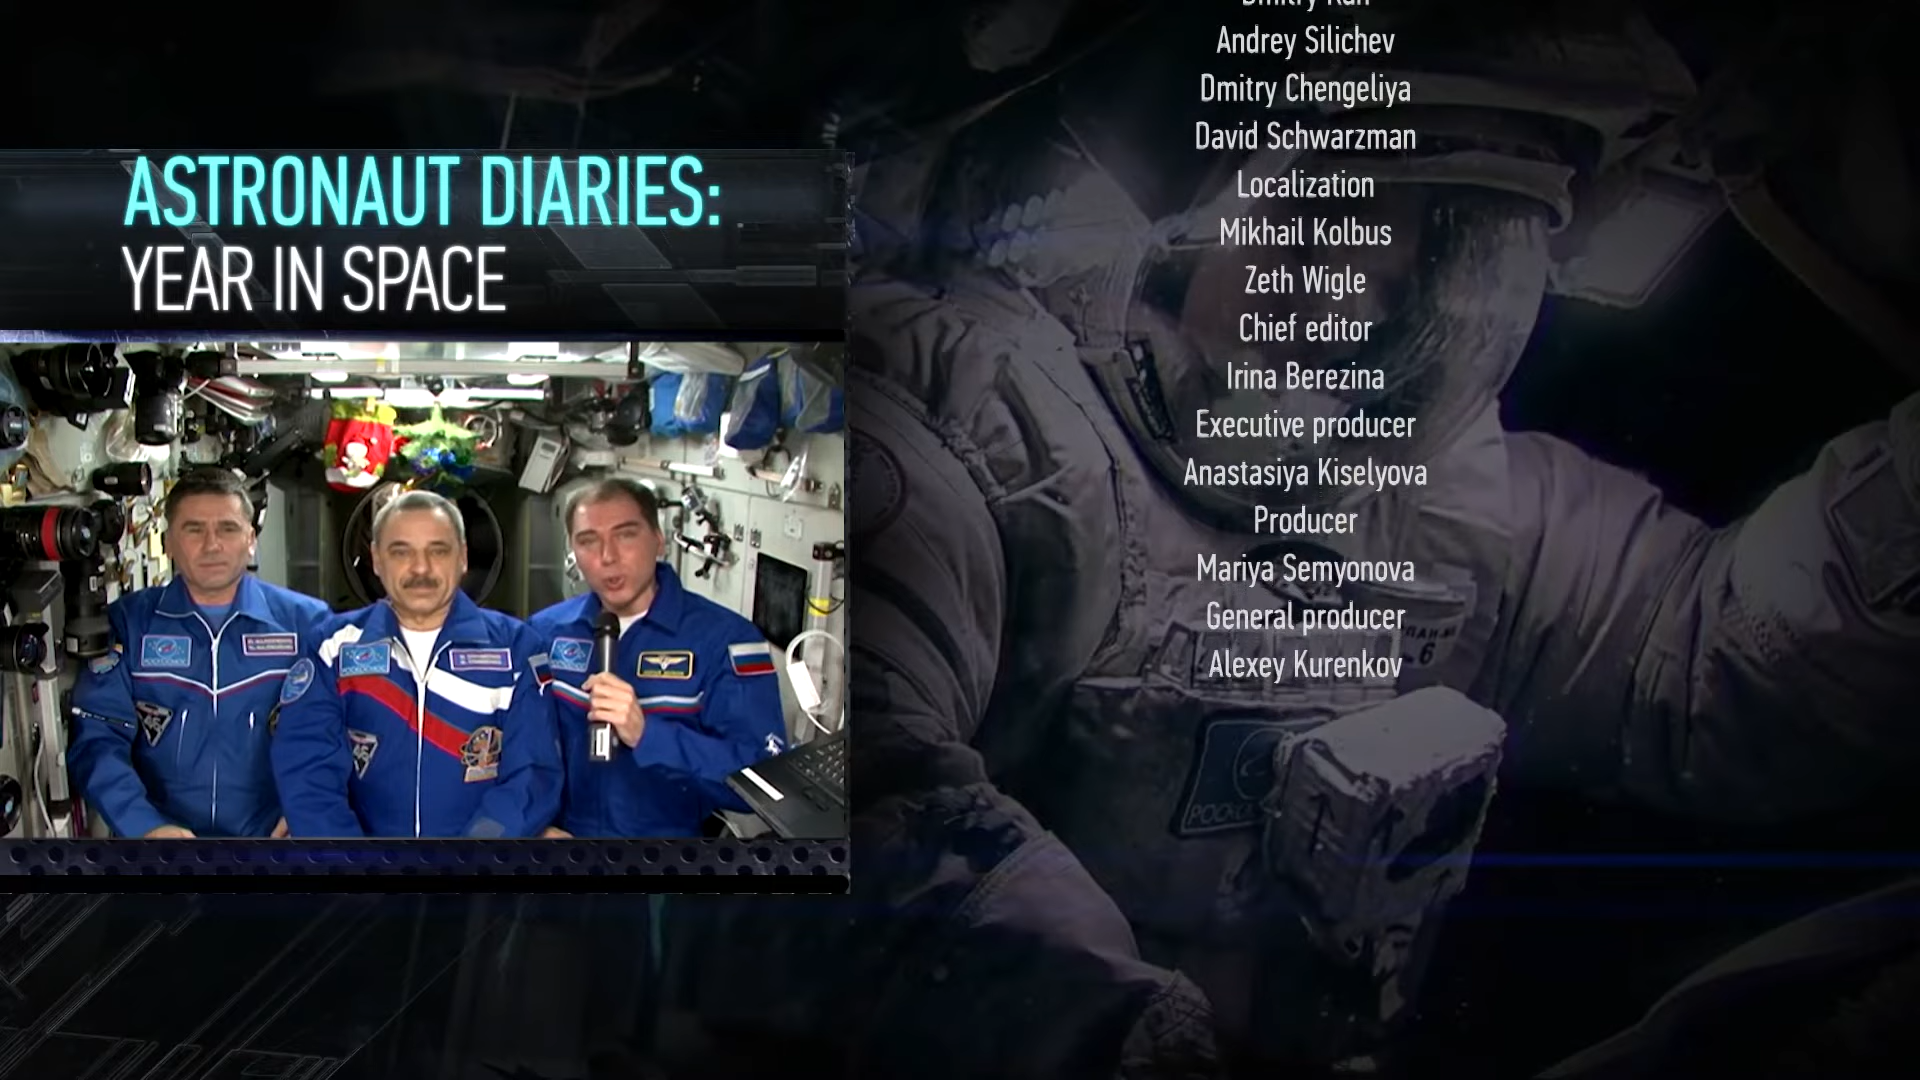 ASTRONAUT DIARIES:
YEAR IN SPACE
Andrey Silichev
Dmitry Chengeliya
David Schwarzman
Localization
Mikhail Kolbus
Zeth Wigle
Chief editor
Irina Berezina
Executive producer
Anastasiya Kiselyova
Producer
Mariya Semyonova
General producer
Alexey Kurenkov